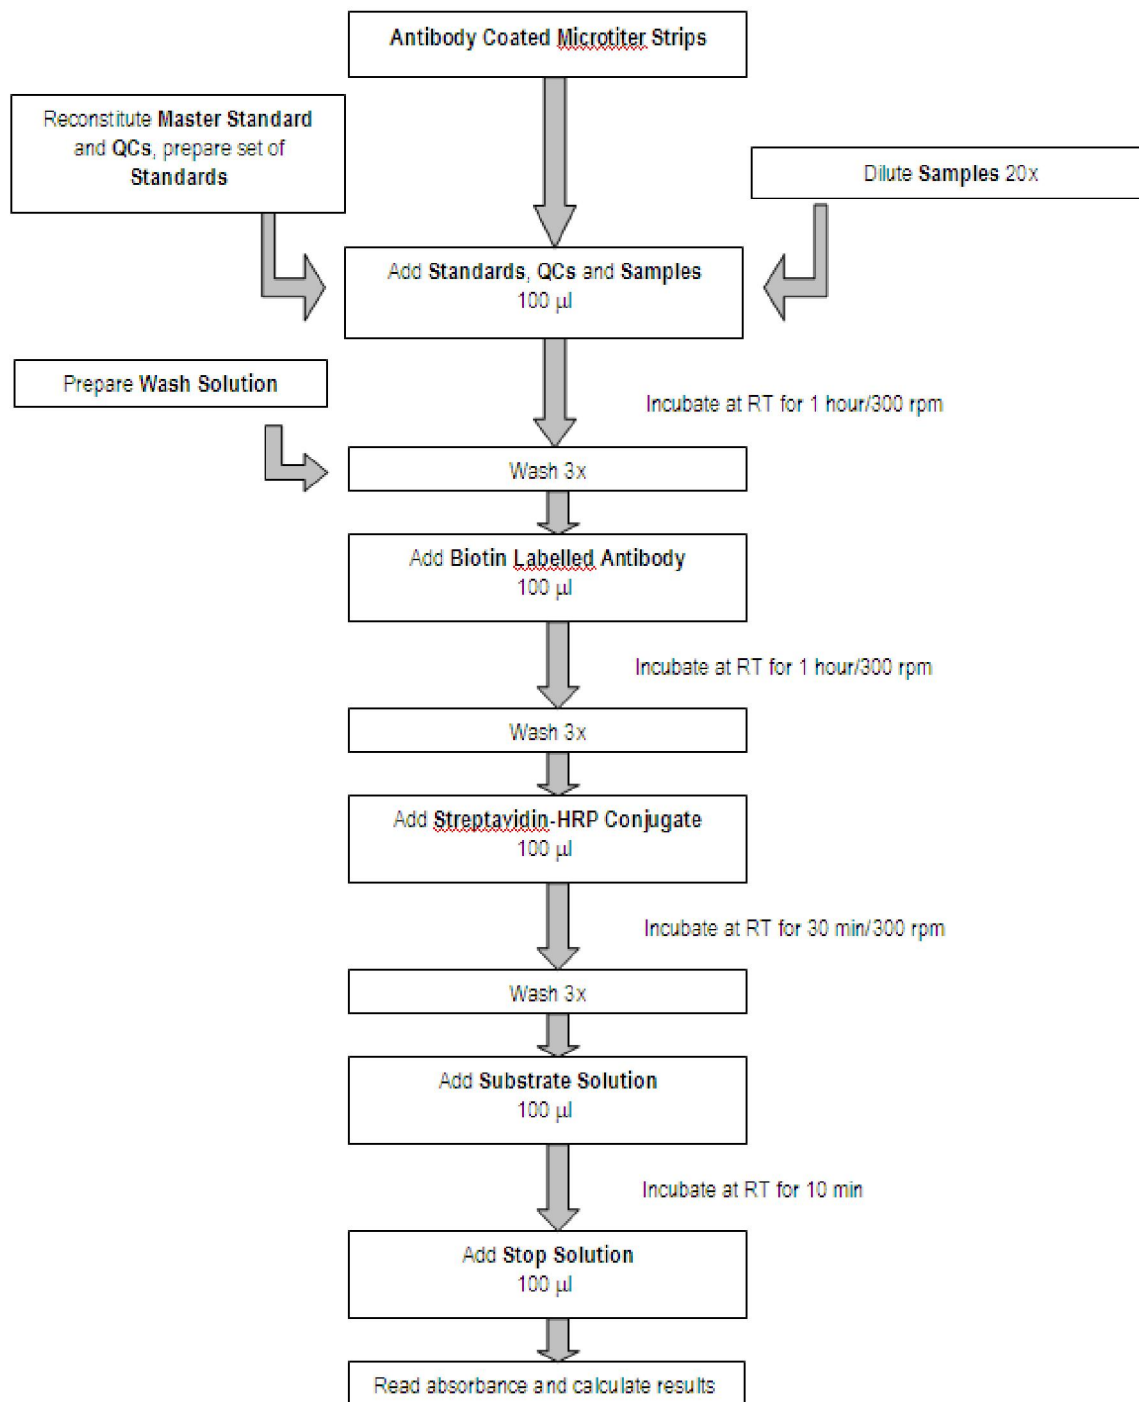 Antibody Coated Microtiter Strips
Reconstitute Master Standard
and QCs, prepare set of
Standards
Dilute Samples 20x
Add Standards, QCs and Samples
100 µl
Prepare Wash Solution
Incubate at RT for 1 hour/300 rpm
Wash 3x
Add Biotin Labelled Antibody
100 µl
Incubate at RT for 1 hour/300 rpm
Wash 3x
Add Streptavidin-HRP Conjugate
100 µl
Incubate at RT for 30 min/300 rpm
Wash 3x
Add Substrate Solution
100 µl
Incubate at RT for 10 min
Add Stop Solution
100 µl
Read absorbance and calculate results